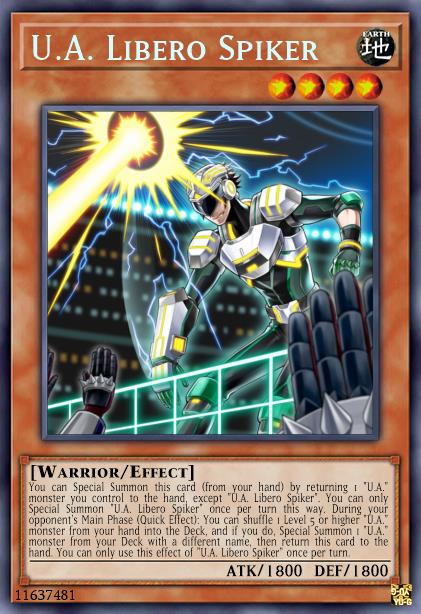 U.A. Libero Spiker
EARTH
地
[Warrior/Effect]
You can Special Summon this card (from your hand) by returning 1 "U.A."
monster you control to the hand, except "U.A. Libero Spiker". You can only
Special Summon "U.A. Libero Spiker" once per turn this way. During your
opponent's Main Phase (Quick Effect): You can shuffle 1 Level 5 or higher "U.A."
monster from your hand into the Deck, and if you do, Special Summon 1 "U.A."
monster from your Deck with a different name, then return this card to the
hand. You can only use this effect of "U.A. Libero Spiker" once per turn.
ATK/1800 DEF/1800
11637481